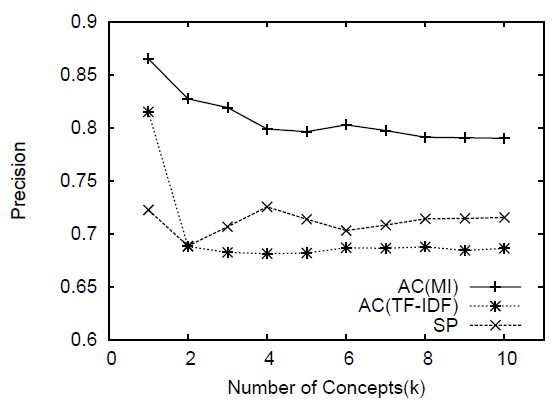 0.9
0.85
0.8
0.75
0.7
0.65
0.6
Precision
AC(MI)
AC(TF-IDF)
SP
0 2 4 6 8 10
Number of Concepts(k)